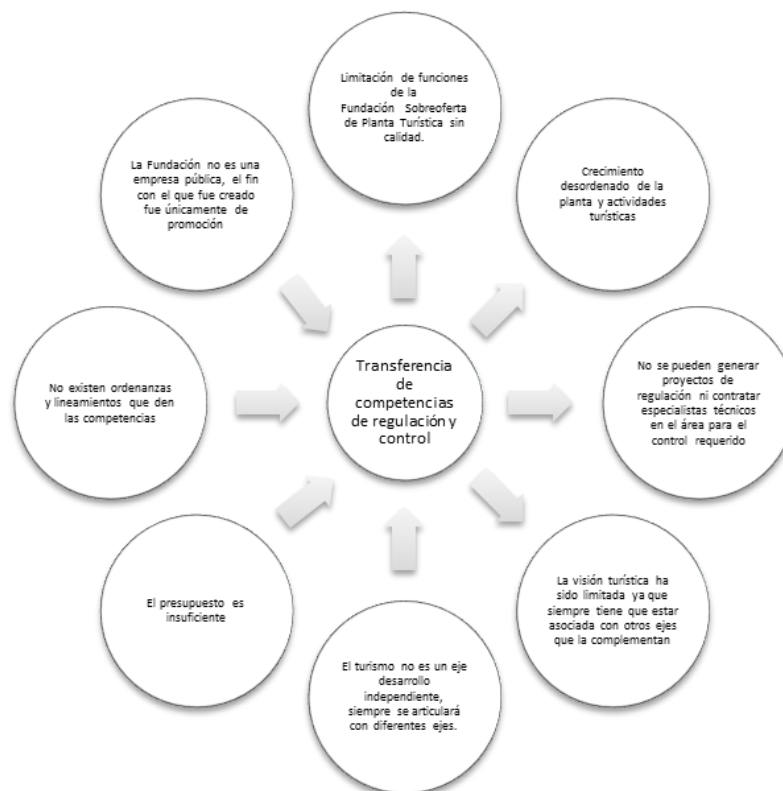 Limitación de funciones
de la
Fundación Sobreoferta
de Planta Turística sin
calidad.
La Fundación no es una
empresa pública, el fin
con el que fue creado
fue únicamente de
promoción
Crecimiento
desordenado de la
planta y actividades
turísticas
No existen ordenanzas
y lineamientos que den
las competencias
Transferencia
de
competencias
de regulación y
control
No se pueden generar
proyectos de
regulación ni contratar
especialistas técnicos
en el área para el
control requerido
El presupuesto es
insuficiente
La visión turística ha
sido limitada ya que
siempre tiene que estar
asociada con otros ejes
que la complementan
El turismo no es un eje
desarrollo
independiente,
siempre se articulará
con diferentes ejes.